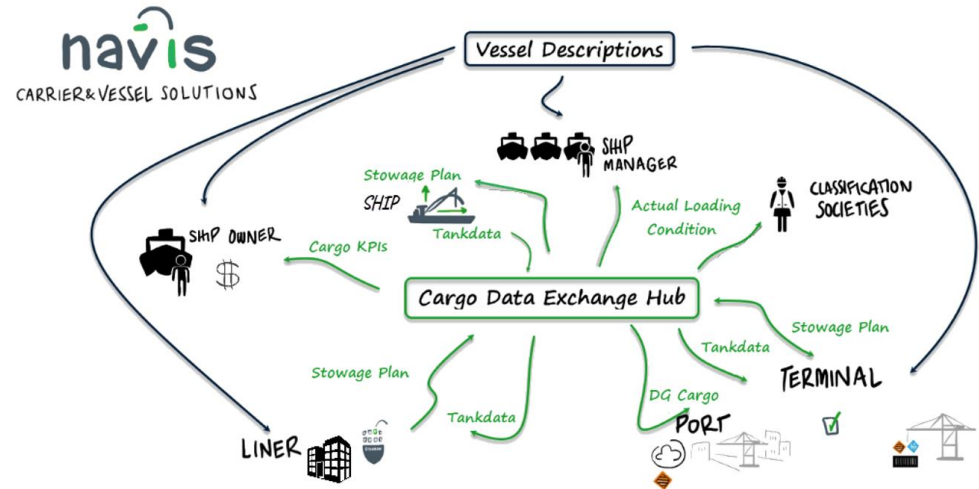 navis
CARRIER&VESSEL SOLUTIONS
Vessel Descriptions
SHIP
MANAGER
Stowage Plan
SHIP
Tankdata
Actual Loading
Condition
CLASSIFICATION
SOCIETIES
SHIP OWNER
$
Cargo KPIs
Cargo Data Exchange Hub
Stowage Plan
Tankdata
Stowage Plan
Tankdata
DG Cargo
TERMINAL
PORT
LINER